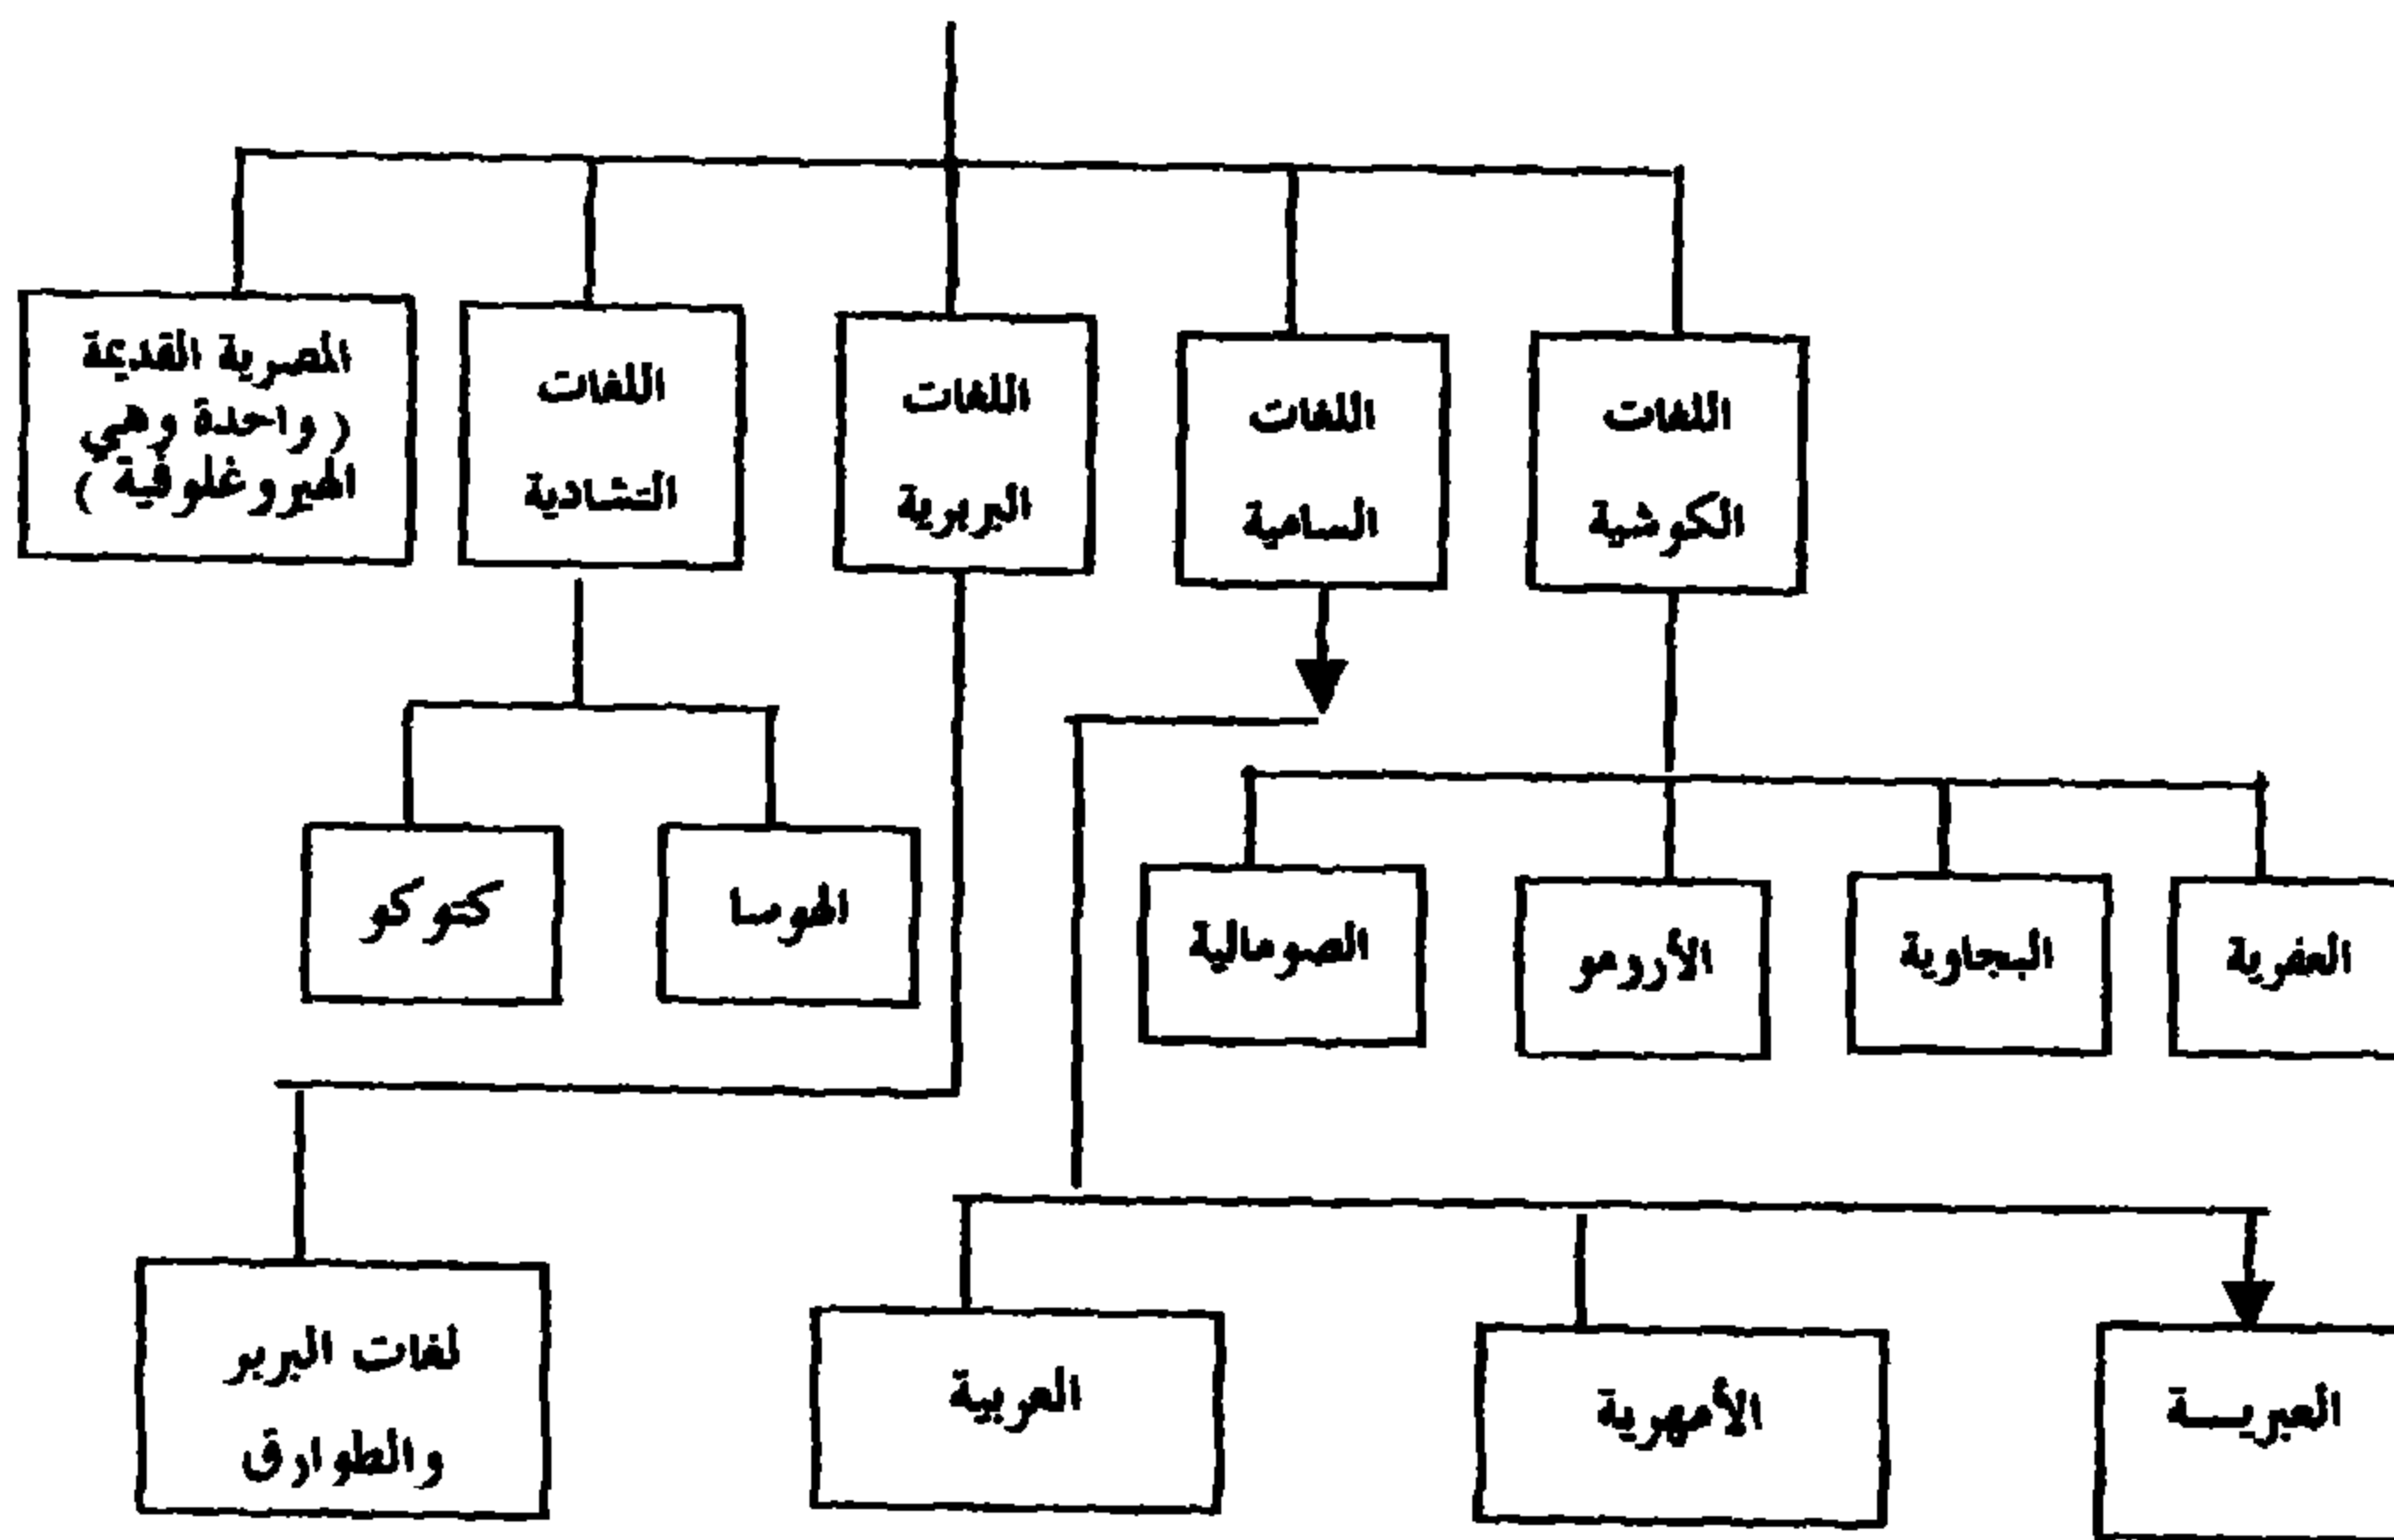 اللغات
الكوشية
اللغات
السامية
اللغات
البربرية
اللغات
التشادية
المصرية القديمة
( واحدة وهي
الهيروغلوفية )
العفرية
البجاوية
الأرومو
الصومالية
الهوسا
كتوكو
العبريـــة
الأمهرية
العربية
لغات البربر
والطوارق